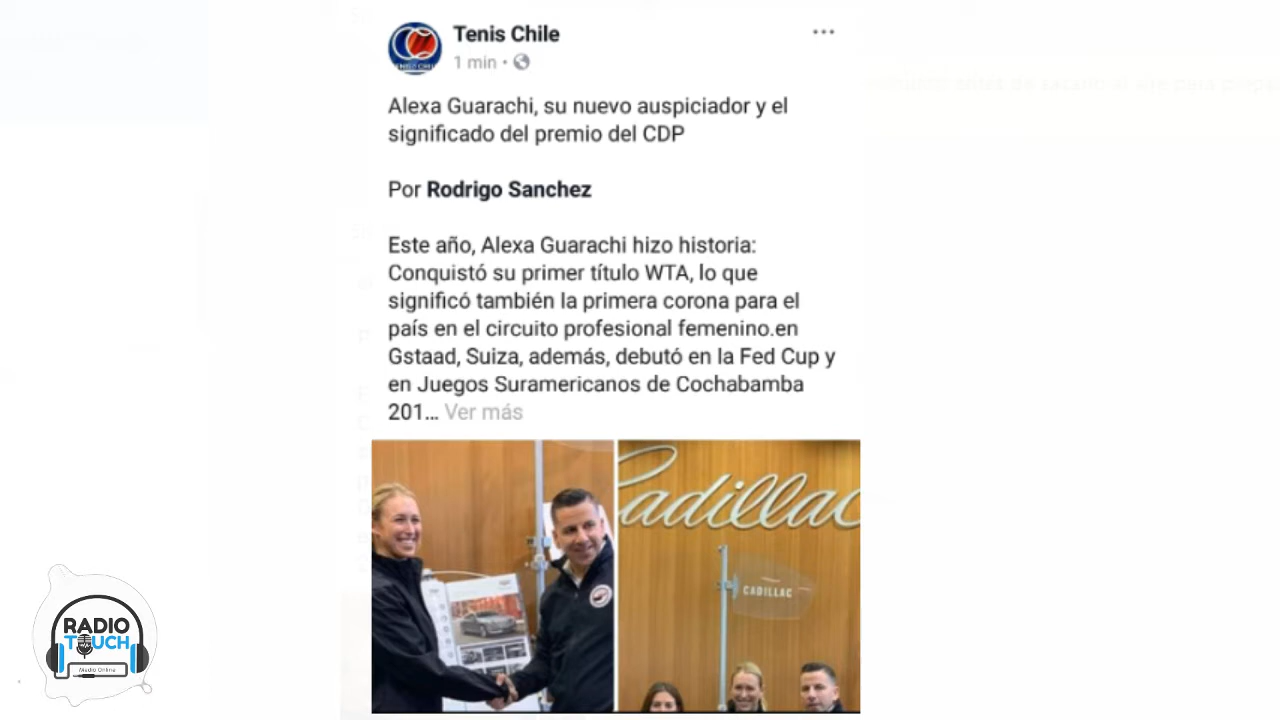 Tenis Chile
1 min
Alexa Guarachi, su nuevo auspiciador y el
significado del premio del CDP
Por Rodrigo Sanchez
Este año, Alexa Guarachi hizo historia:
Conquistó su primer título WTA, lo que
significó también la primera corona para el
país en el circuito profesional femenino.en
Gstaad, Suiza, además, debutó en la Fed Cup y
en Juegos Suramericanos de Cochabamba
201... Ver más
Cadillac
CADILLAC
RADIO
TOUCH
Media Online